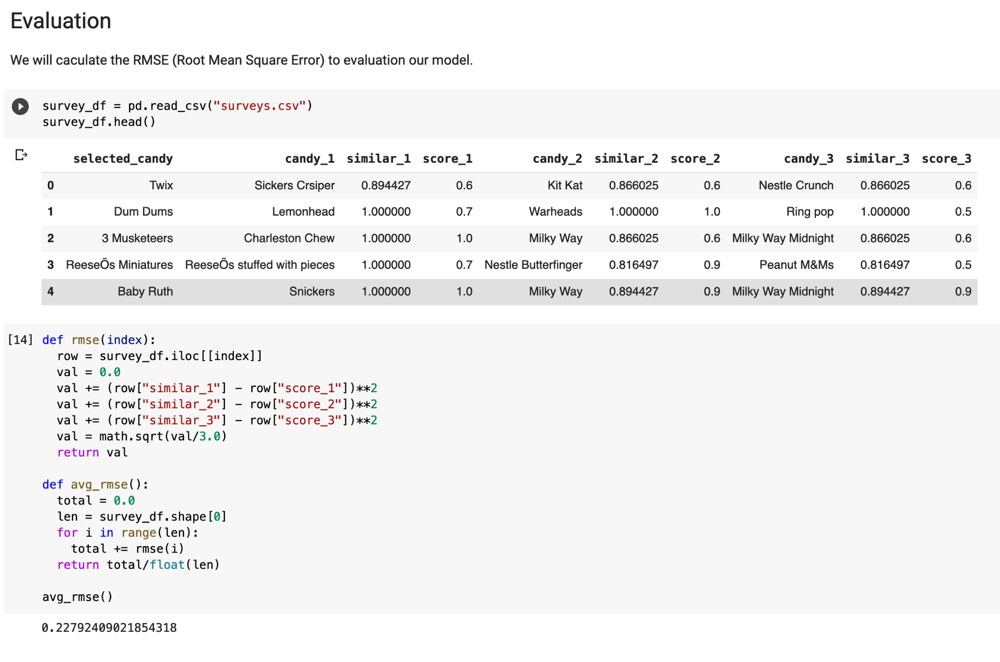 Evaluation
We will caculate the RMSE (Root Mean Square Error) to evaluation our model.
survey_df = pd.read_csv("surveys.csv")
survey_df.head()
selected_candy candy_1 similar_1 score_1 candy_2 similar_2 score_2 candy_3 similar_3 score_3
0 Twix Sickers Crsiper 0.894427 0.6 Kit Kat 0.866025 0.6 Nestle Crunch 0.866025 0.6
1 Dum Dums Lemonhead 1.000000 0.7 Warheads 1.000000 1.0 Ring pop 1.000000 0.5
2 3 Musketeers Charleston Chew 1.000000 1.0 Milky Way 0.866025 0.6 Milky Way Midnight 0.866025 0.6
3 ReeseÕs Miniatures ReeseÕs stuffed with pieces 1.000000 0.7 Nestle Butterfinger 0.816497 0.9 Peanut M&Ms 0.816497 0.5
4 Baby Ruth Snickers 1.000000 1.0 Milky Way 0.894427 0.9 Milky Way Midnight 0.894427 0.9
[14] def rmse(index):
  row = survey_df.iloc[[index]]
  val = 0.0
  val += (row["similar_1"] - row["score_1"])**2
  val += (row["similar_2"] - row["score_2"])**2
  val += (row["similar_3"] - row["score_3"])**2
  val = math.sqrt(val/3.0)
  return val
def avg_rmse():
  total = 0.0
  len = survey_df.shape[0]
  for i in range(len):
    total += rmse(i)
  return total/float(len)
avg_rmse()
0.22792409021854318